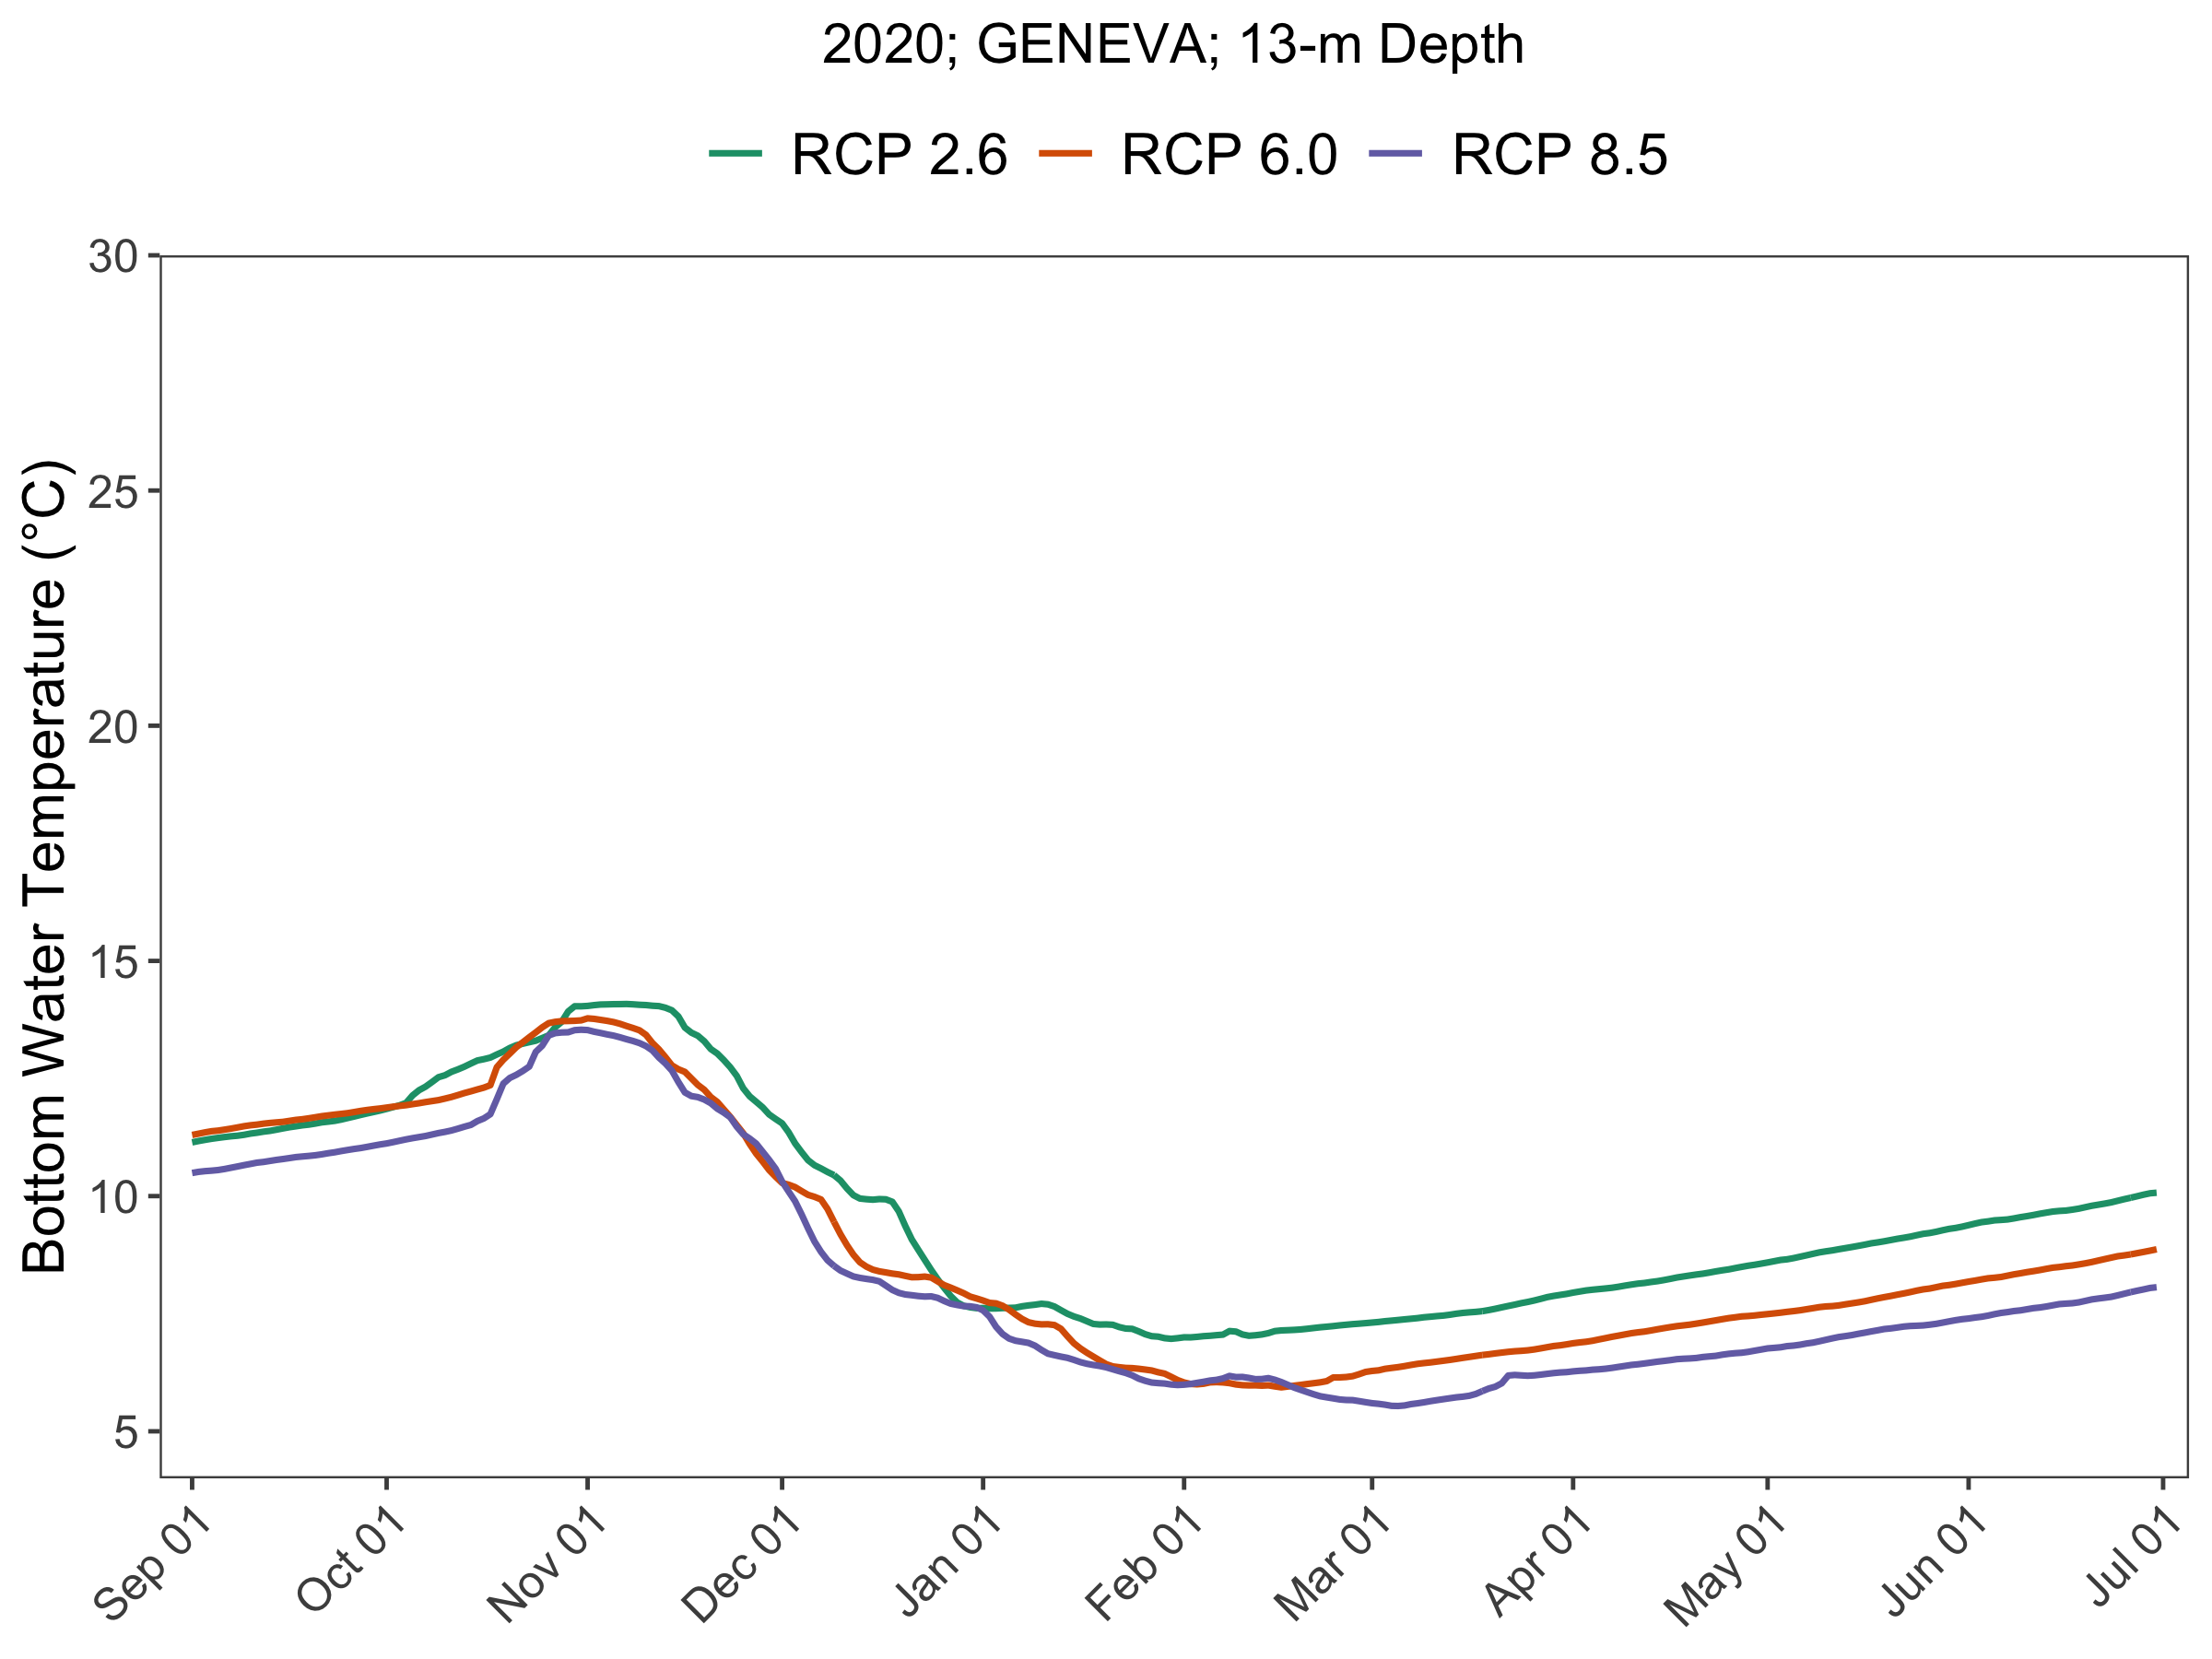 2020; GENEVA; 13-m Depth
RCP 2.6 RCP 6.0 RCP 8.5
Bottom Water Temperature (°C)
30
25
20
15
10
5
Sep 01 Oct 01 Nov 01 Dec 01 Jan 01 Feb 01 Mar 01 Apr 01 May 01 Jun 01 Jul 01